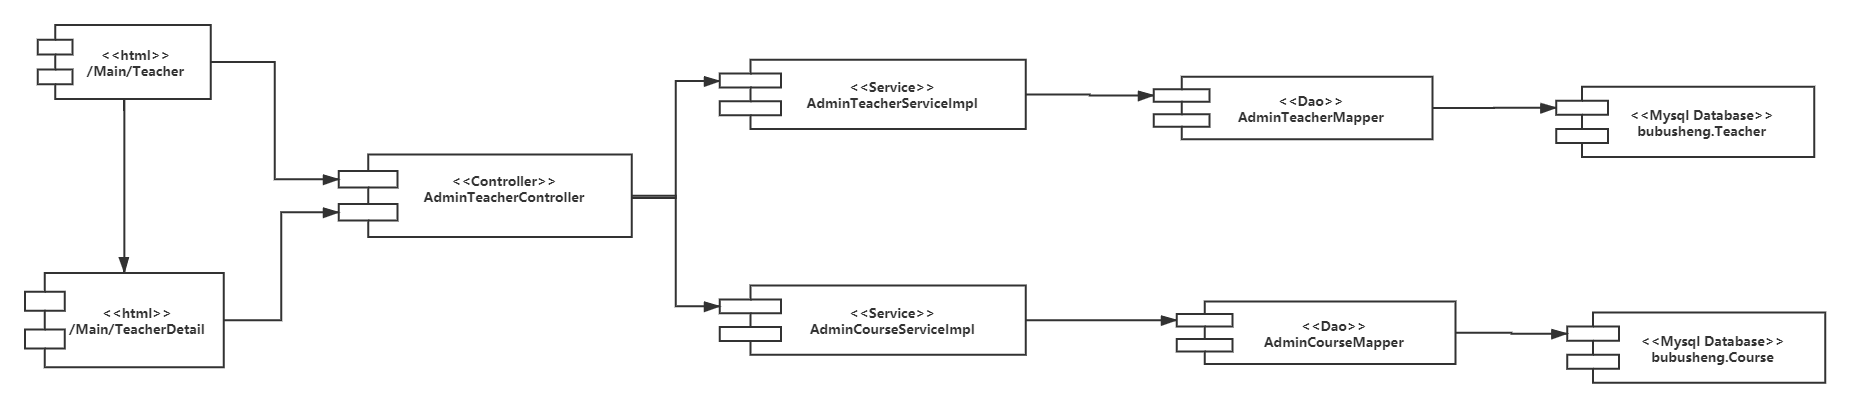 <<html>>
/Main/Teacher
<<Controller>>
AdminTeacherController
<<html>>
/Main/TeacherDetail
<<Service>>
AdminTeacherServiceImpl
<<Dao>>
AdminTeacherMapper
<<Mysql Database>>
bubusheng.Teacher
<<Service>>
AdminCourseServiceImpl
<<Dao>>
AdminCourseMapper
<<Mysql Database>>
bubusheng.Course